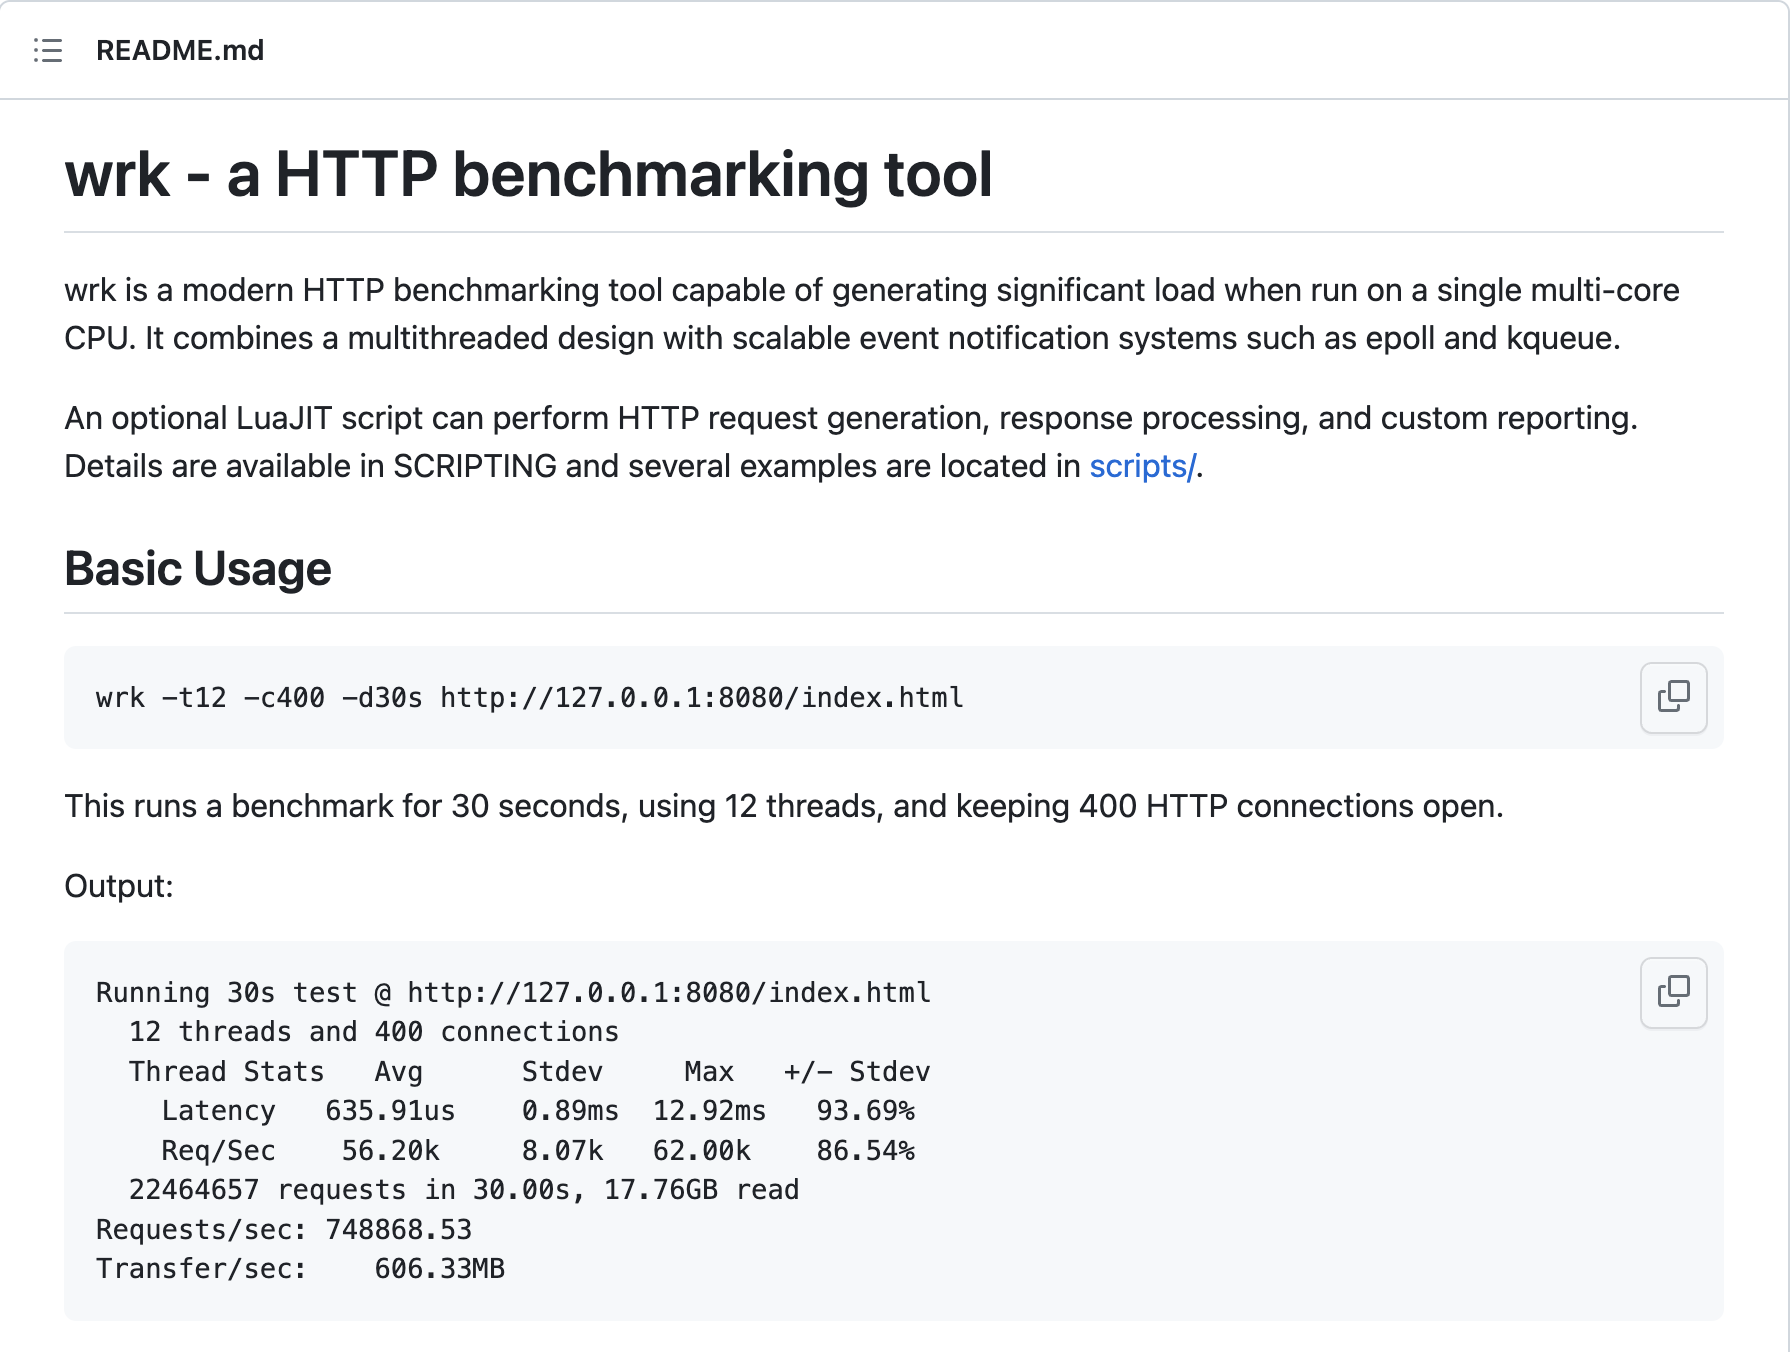 README.md
wrk - a HTTP benchmarking tool
wrk is a modern HTTP benchmarking tool capable of generating significant load when run on a single multi-core
CPU. It combines a multithreaded design with scalable event notification systems such as epoll and kqueue.
An optional LuaJIT script can perform HTTP request generation, response processing, and custom reporting.
Details are available in SCRIPTING and several examples are located in scripts/.
Basic Usage
wrk -t12 -c400 -d30s http://127.0.0.1:8080/index.html
This runs a benchmark for 30 seconds, using 12 threads, and keeping 400 HTTP connections open.
Output:
Running 30s test @ http://127.0.0.1:8080/index.html
  12 threads and 400 connections
  Thread Stats   Avg      Stdev     Max   +/- Stdev
    Latency   635.91us    0.89ms  12.92ms   93.69%
    Req/Sec    56.20k     8.07k   62.00k    86.54%
  22464657 requests in 30.00s, 17.76GB read
Requests/sec: 748868.53
Transfer/sec:    606.33MB